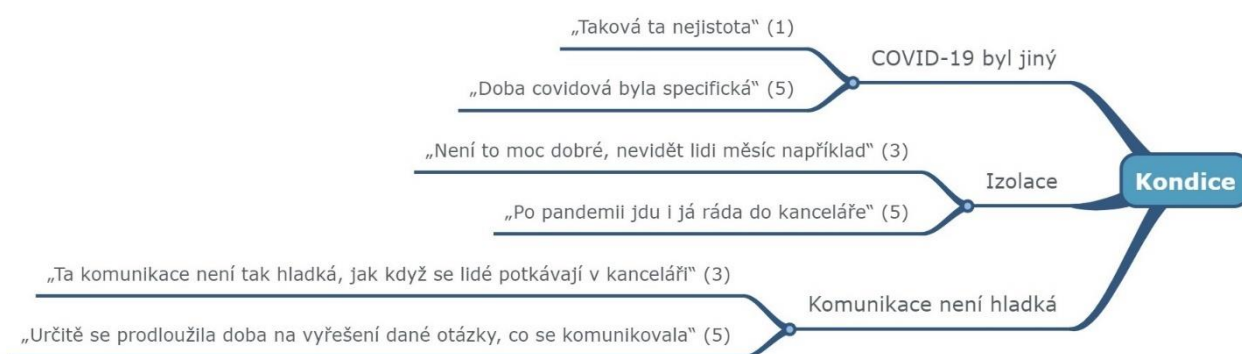 „Taková ta nejistota“ (1)
COVID-19 byl jiný
„Doba covidová byla specifická“ (5)
„Není to moc dobré, nevidět lidi měsíc například“ (3)
Izolace
Kondice
„Po pandemii jdu i já ráda do kanceláře“ (5)
„Ta komunikace není tak hladká, jak když se lidé potkávají v kanceláři“ (3)
Komunikace není hladká
„Určitě se prodloužila doba na vyřešení dané otázky, co se komunikovala“ (5)